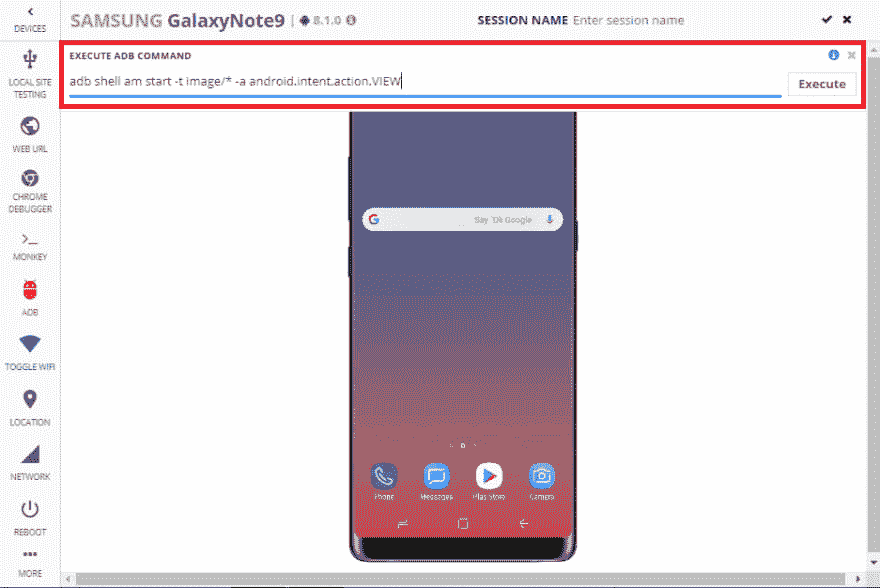 DEVICES
SAMSUNG GalaxyNote9 | 8.1.0
SESSION NAME Enter session name
EXECUTE ADB COMMAND
adb shell am start -t image/* -a android.intent.action.VIEW
Execute
LOCAL SITE
TESTING
WEB URL
CHROME
DEBUGGER
>_
MONKEY
ADB
TOGGLE WIFI
LOCATION
NETWORK
REBOOT
MORE
G
Say "Ok Google
Phone
Messages
Play Store
Camera